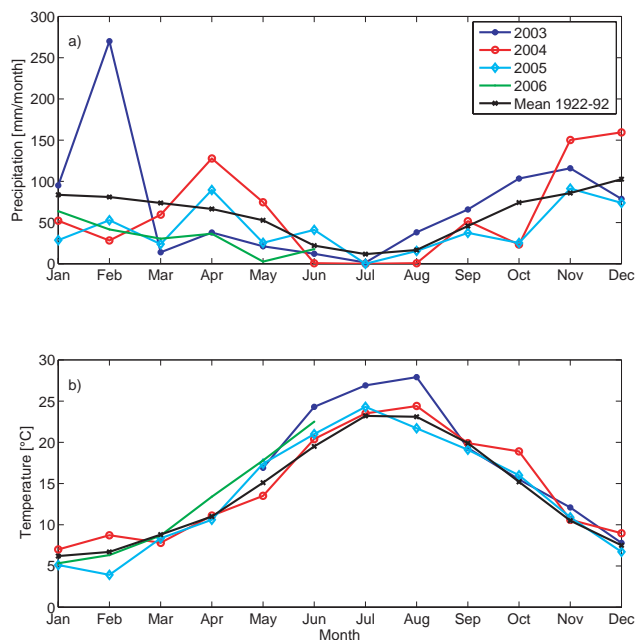 a)
300
250
200
150
100
50
0
Precipitation [mm/month]
Jan Feb Mar Apr May Jun Jul Aug Sep Oct Nov Dec
2003
2004
2005
2006
Mean 1922-92
b)
30
25
20
15
10
5
0
Temperature [°C]
Jan Feb Mar Apr May Jun Jul Aug Sep Oct Nov Dec
Month